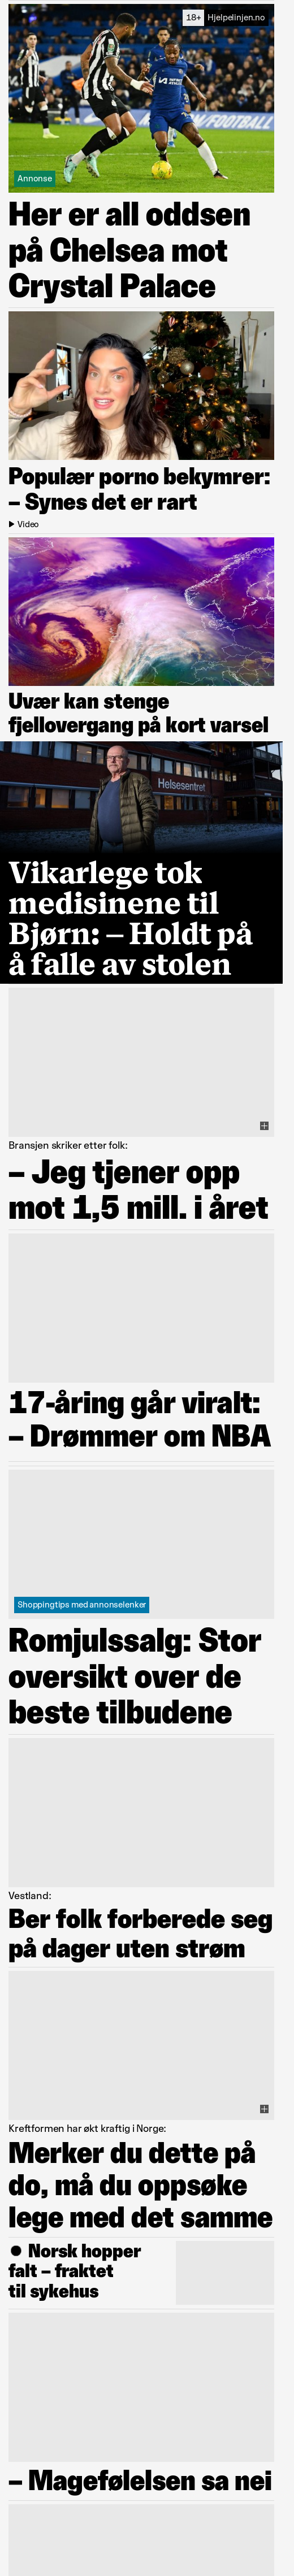 18+ Hjelpelinjen.no
Annonse
Her er all oddsen
på Chelsea mot
Crystal Palace
Populær porno bekymrer:
– Synes det er rart
Video
Uvær kan stenge
fjellovergang på kort varsel
Helsesentret
Vikarlege tok
medisinene til
Bjørn: – Holdt på
å falle av stolen
Bransjen skriker etter folk:
– Jeg tjener opp
mot 1,5 mill. i året
17-åring går viralt:
– Drømmer om NBA
Shoppingtips med annonselenker
Romjulssalg: Stor
oversikt over de
beste tilbudene
Vestland:
Ber folk forberede seg
på dager uten strøm
Kreftformen har økt kraftig i Norge:
Merker du dette på
do, må du oppsøke
lege med det samme
Norsk hopper
falt – fraktet
til sykehus
– Magefølelsen sa nei